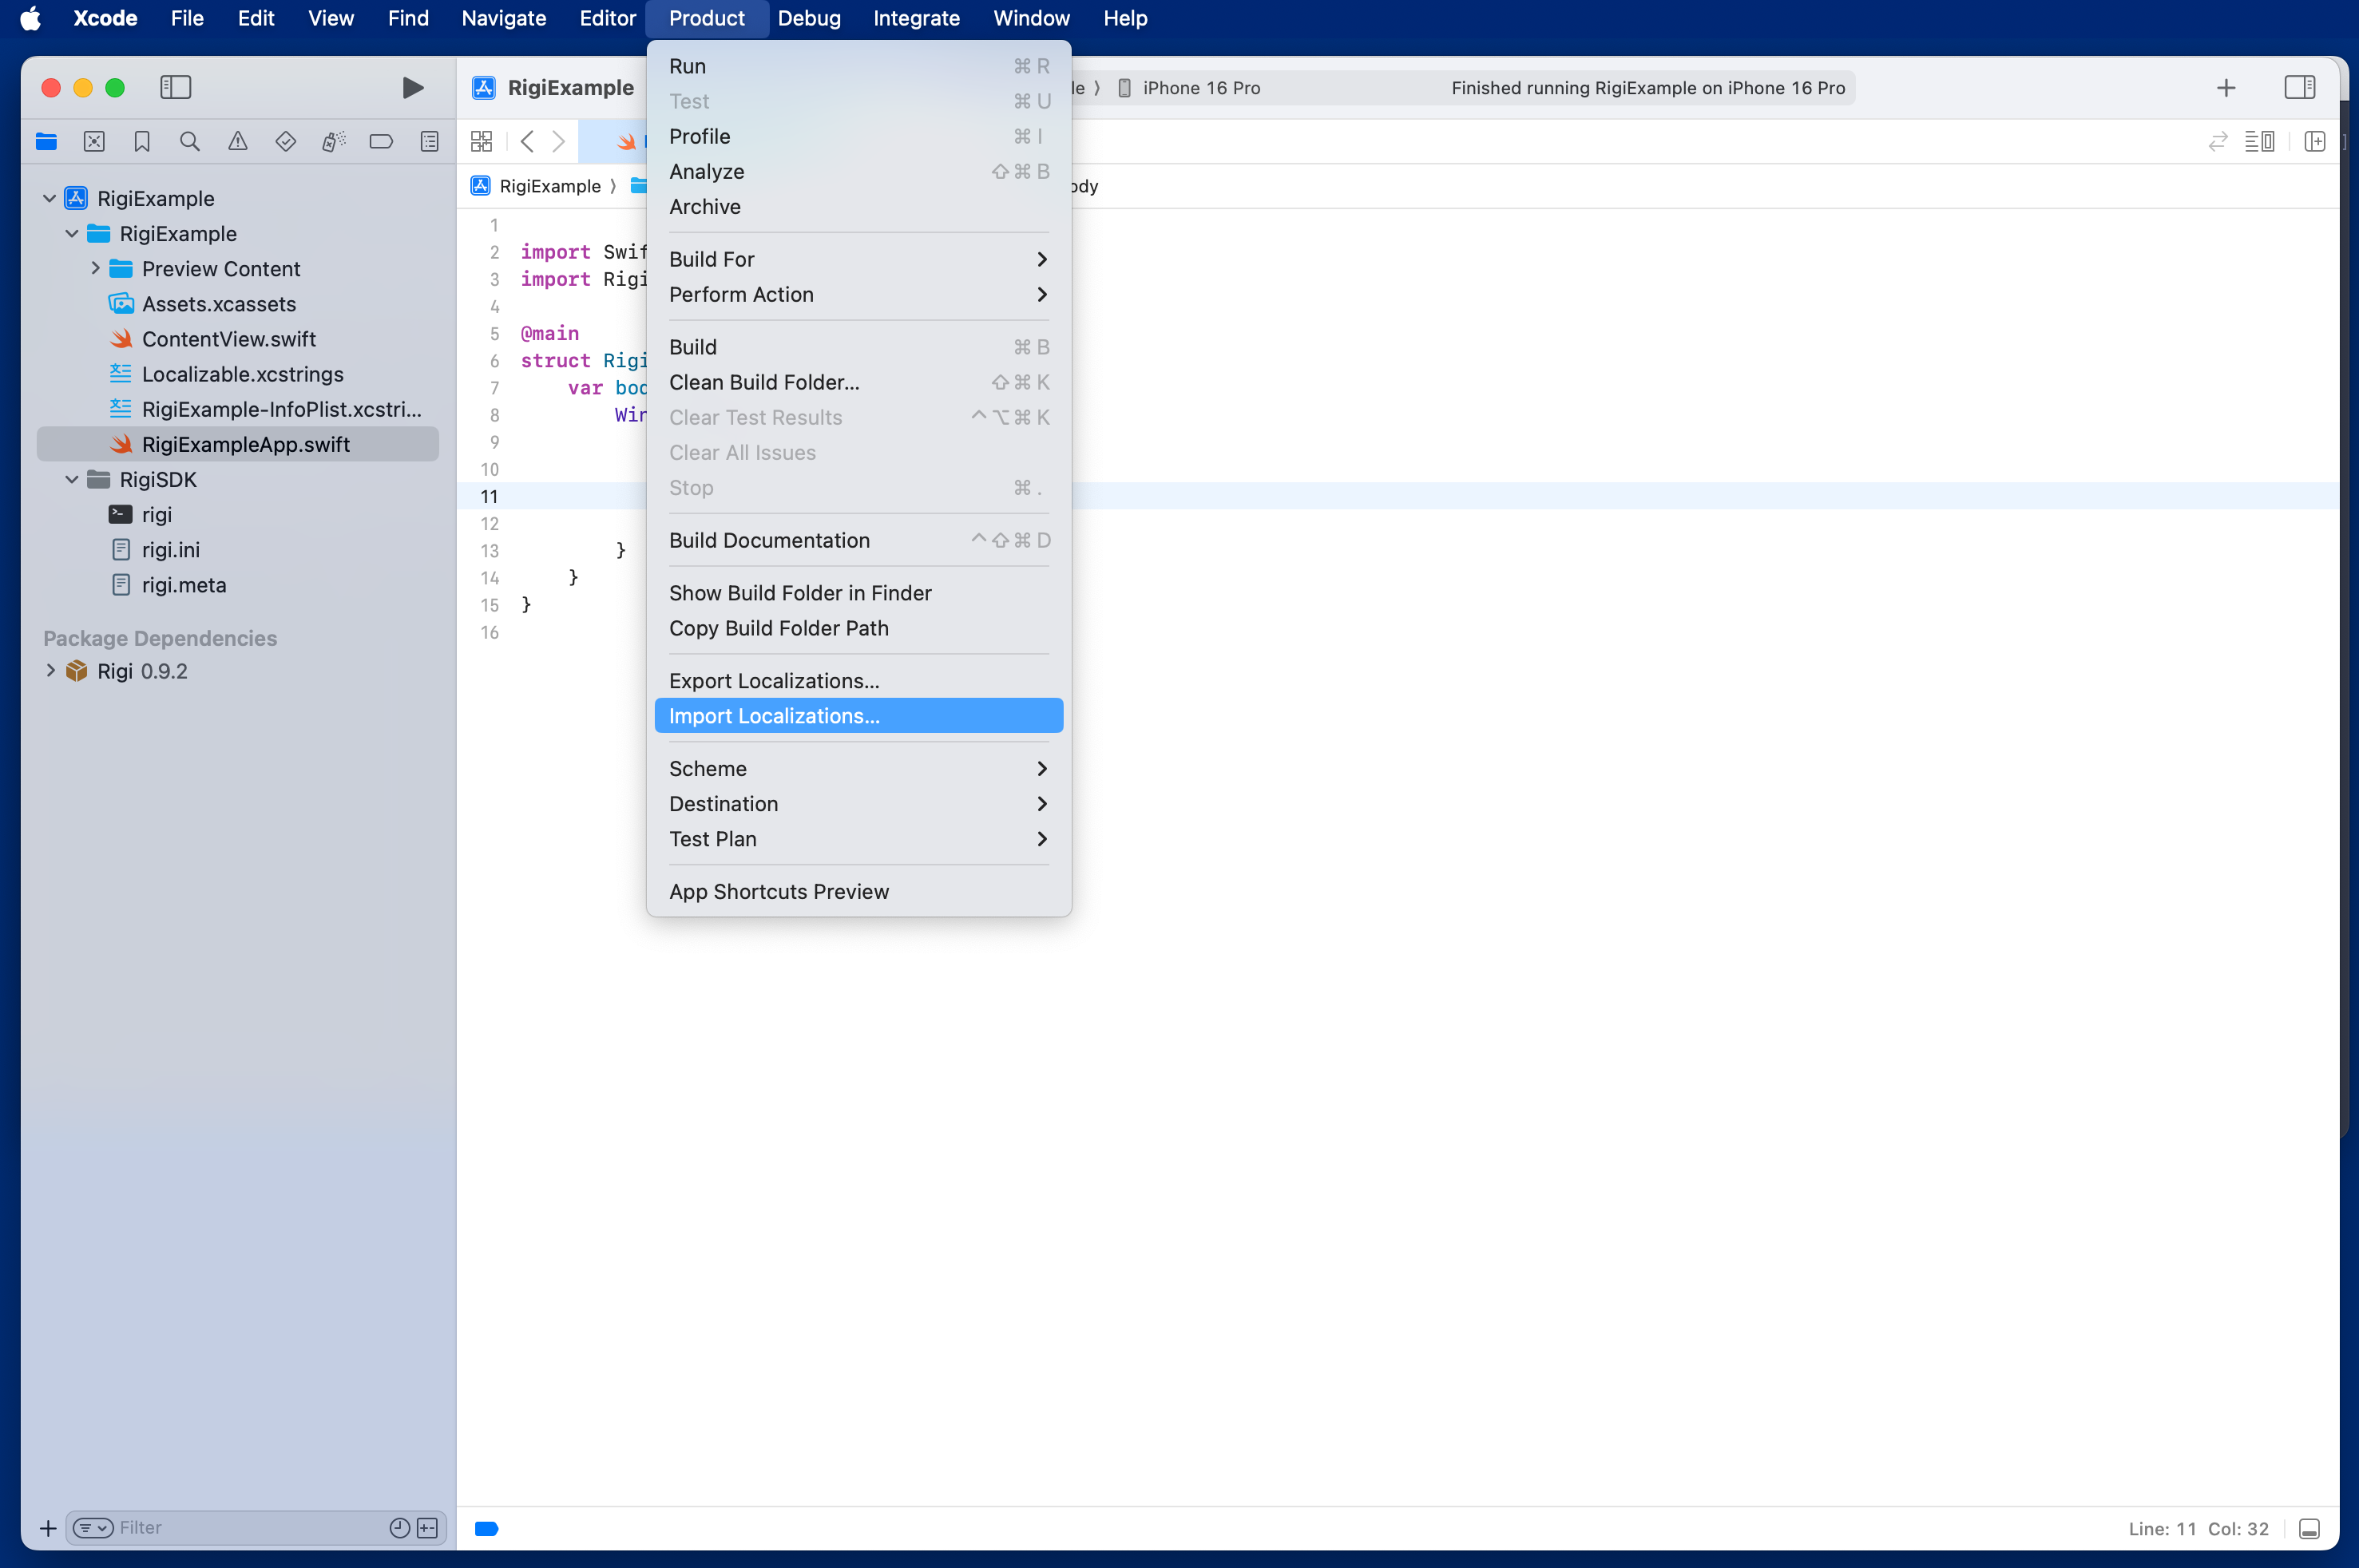 Xcode File Edit View Find Navigate Editor Product Debug Integrate Window Help
RigiExample
le ⟩ iPhone 16 Pro
Finished running RigiExample on iPhone 16 Pro
RigiExample ⟩
ody
RigiExample
RigiExample
Preview Content
Assets.xcassets
ContentView.swift
Localizable.xcstrings
RigiExample-InfoPlist.xcstri...
RigiExampleApp.swift
RigiSDK
rigi
rigi.ini
rigi.meta
Package Dependencies
Rigi 0.9.2
Filter
1
2 import Swif
3 import Rigi
4
5 @main
6 struct Rigi
7 var bod
8 Win
9
10
11
12
13 }
14 }
15 }
16
Run ⌘ R
Test ⌘ U
Profile ⌘ I
Analyze ⇧ ⌘ B
Archive
Build For
Perform Action
Build ⌘ B
Clean Build Folder... ⇧ ⌘ K
Clear Test Results ^ ⌥ ⌘ K
Clear All Issues
Stop ⌘ .
Build Documentation ^ ⇧ ⌘ D
Show Build Folder in Finder
Copy Build Folder Path
Export Localizations...
Import Localizations...
Scheme
Destination
Test Plan
App Shortcuts Preview
Line: 11 Col: 32